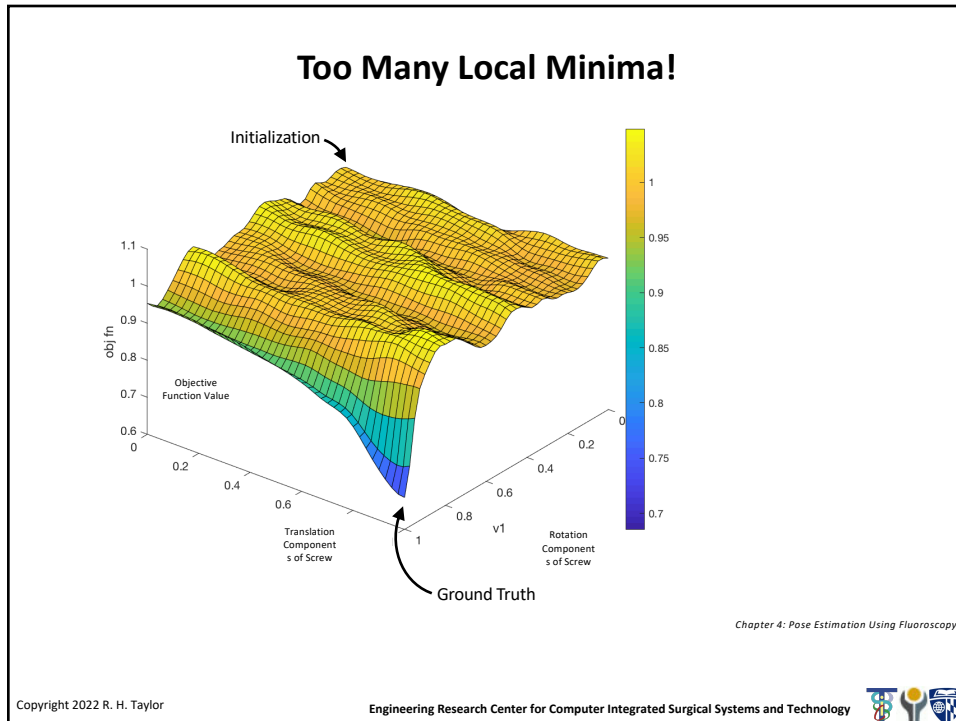 Too Many Local Minima!
Initialization
1.1
1
0.9
0.8
0.7
0.6
obj fn
Objective
Function Value
0
0.2
0.4
0.6
Translation
Component
s of Screw
1
0.8
0.6
0.4
0.2
0
v1
Rotation
Component
s of Screw
1
0.95
0.9
0.85
0.8
0.75
0.7
Ground Truth
Chapter 4: Pose Estimation Using Fluoroscopy
Copyright 2022 R. H. Taylor
Engineering Research Center for Computer Integrated Surgical Systems and Technology